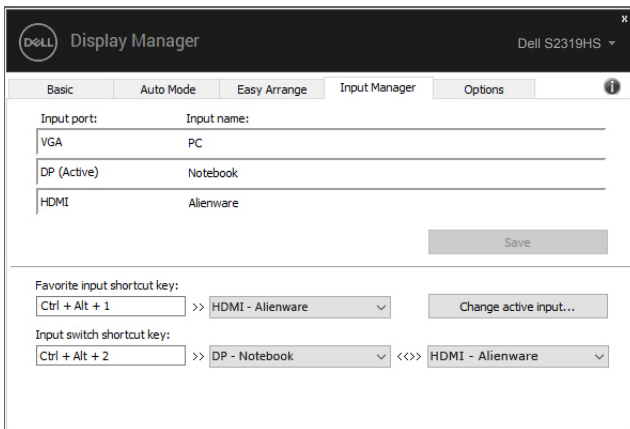 x
DELL Display Manager Dell S2319HS
Basic Auto Mode Easy Arrange Input Manager Options i
Input port: Input name:
VGA PC
DP (Active) Notebook
HDMI Alienware
Save
Favorite input shortcut key:
Ctrl + Alt + 1 >> HDMI - Alienware Change active input...
Input switch shortcut key:
Ctrl + Alt + 2 >> DP - Notebook <<>> HDMI - Alienware